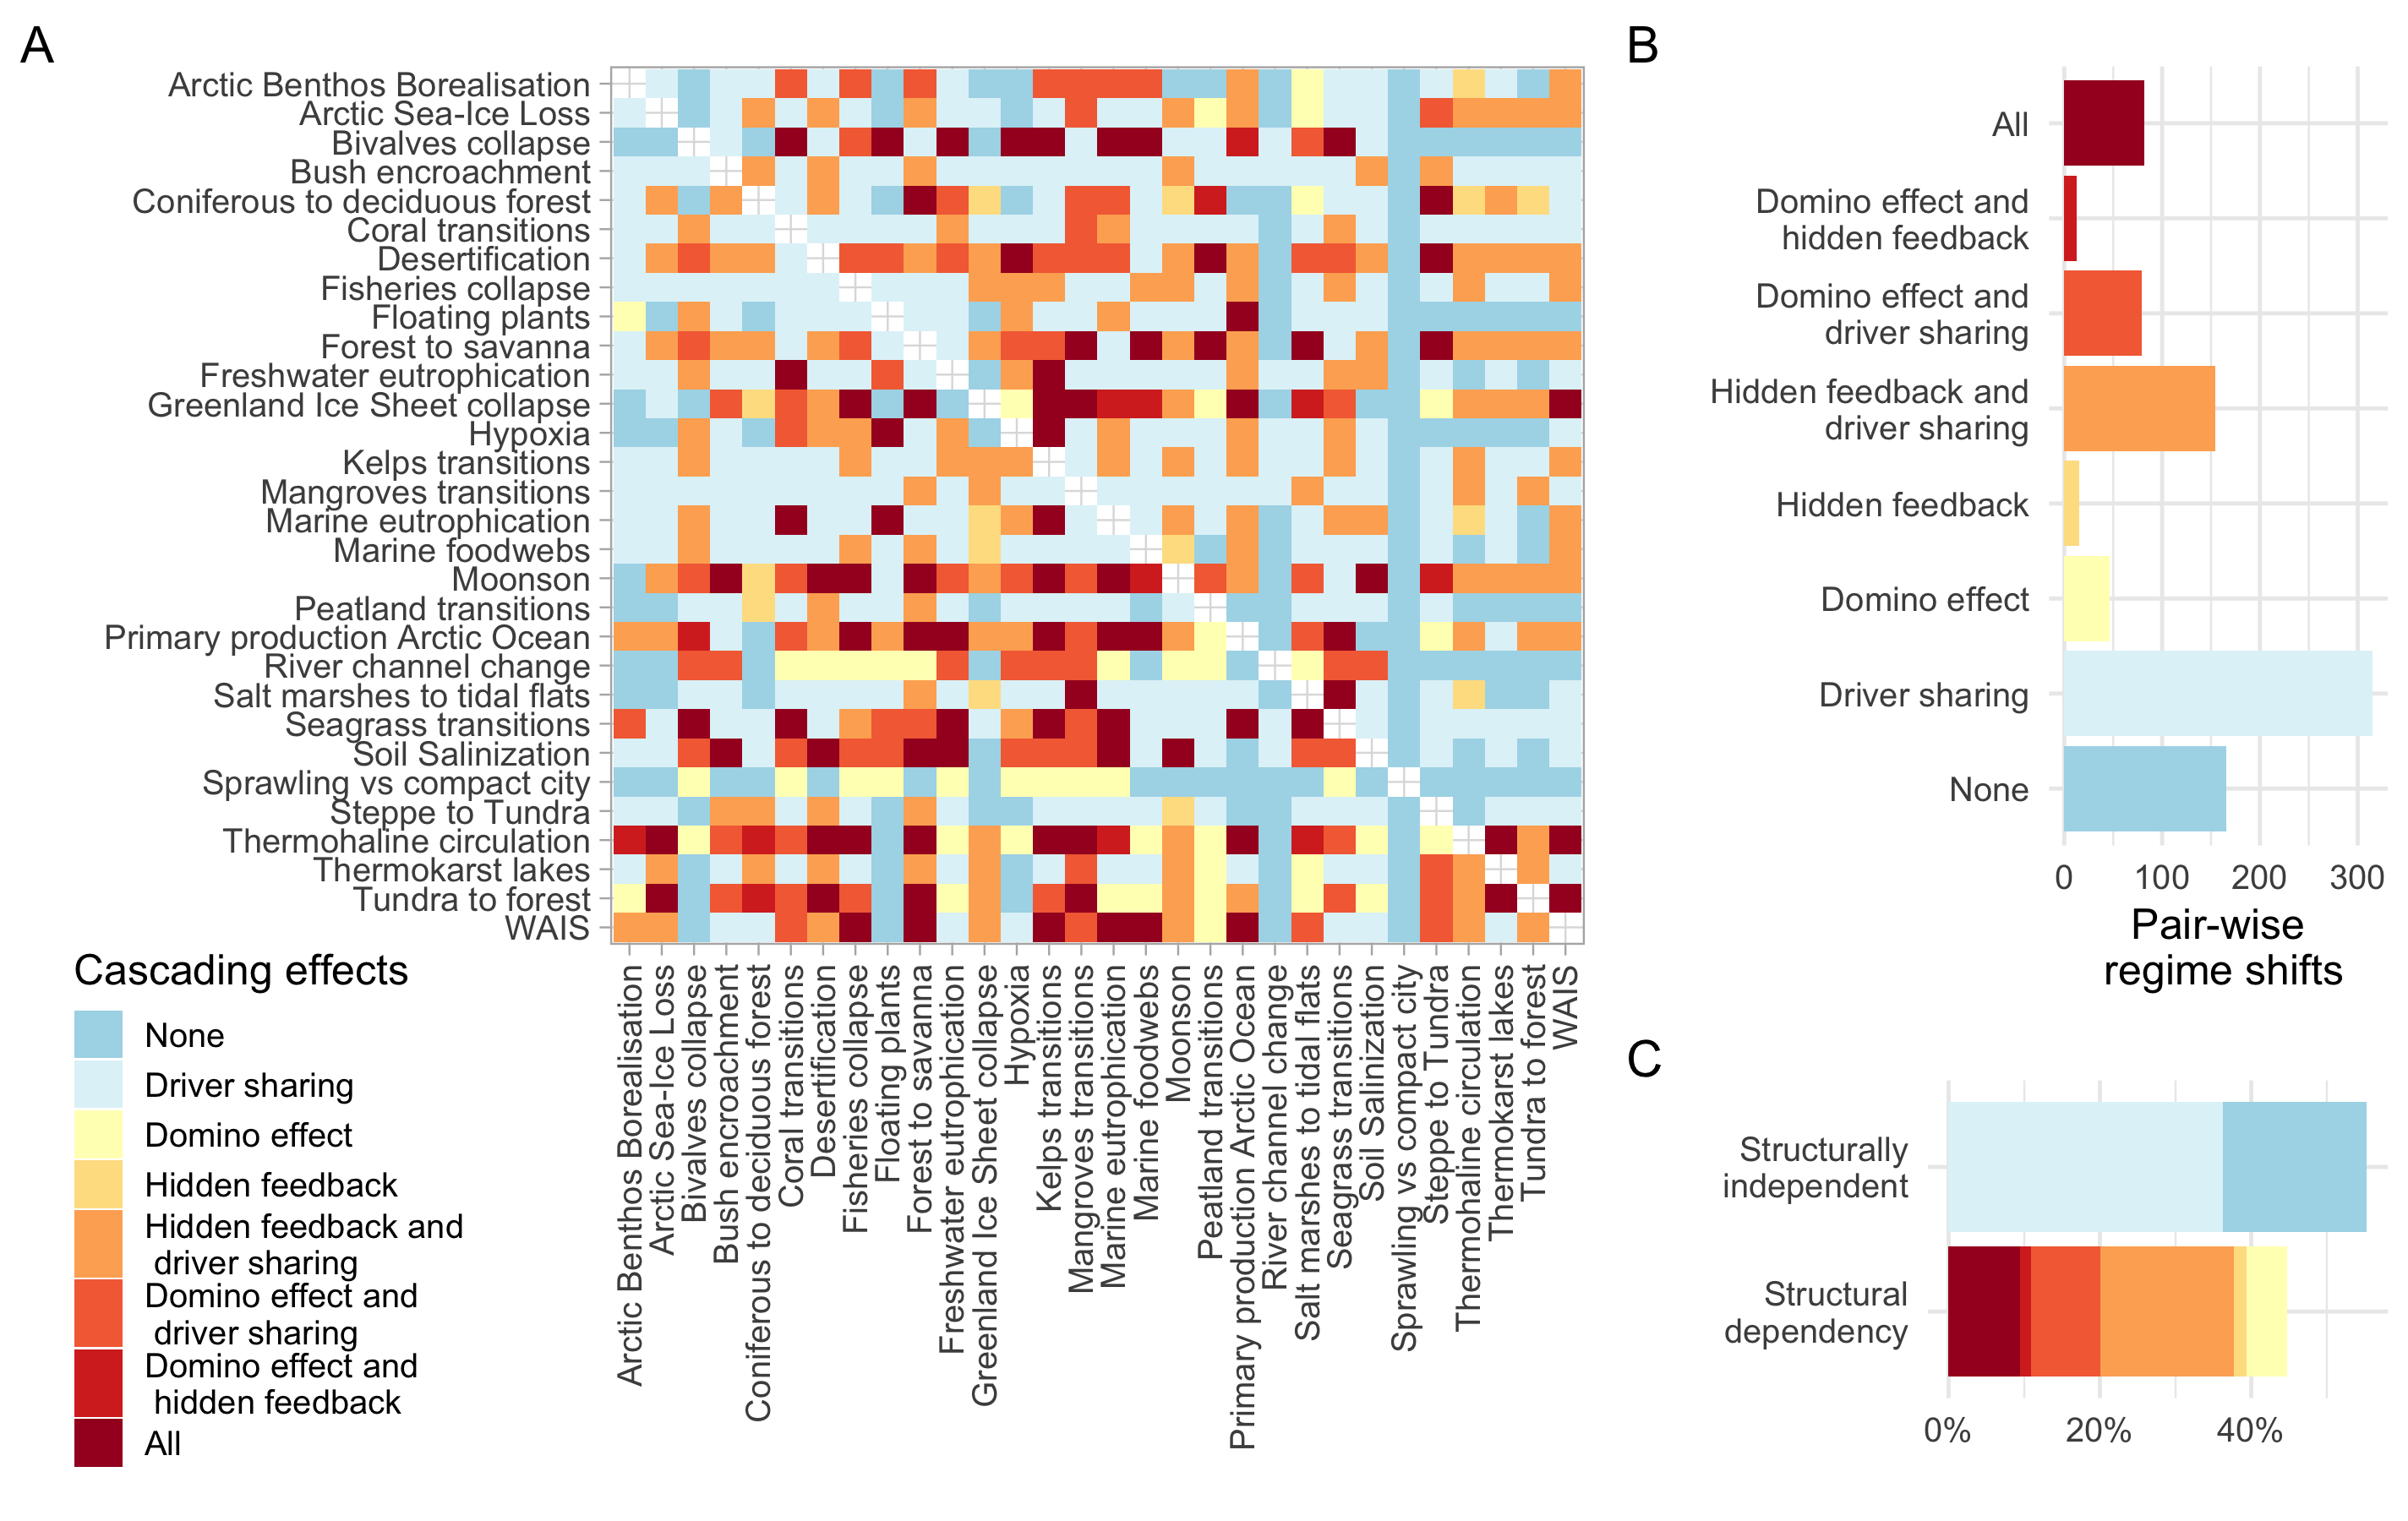 A
Arctic Benthos Borealisation
Arctic Sea-Ice Loss
Bivalves collapse
Bush encroachment
Coniferous to deciduous forest
Coral transitions
Desertification
Fisheries collapse
Floating plants
Forest to savanna
Freshwater eutrophication
Greenland Ice Sheet collapse
Hypoxia
Kelps transitions
Mangroves transitions
Marine eutrophication
Marine foodwebs
Moonson
Peatland transitions
Primary production Arctic Ocean
River channel change
Salt marshes to tidal flats
Seagrass transitions
Soil Salinization
Sprawling vs compact city
Steppe to Tundra
Thermohaline circulation
Thermokarst lakes
Tundra to forest
WAIS
Arctic Benthos Borealisation
Arctic Sea-Ice Loss
Bivalves collapse
Bush encroachment
Coniferous to deciduous forest
Coral transitions
Desertification
Fisheries collapse
Floating plants
Forest to savanna
Freshwater eutrophication
Greenland Ice Sheet collapse
Hypoxia
Kelps transitions
Mangroves transitions
Marine eutrophication
Marine foodwebs
Moonson
Peatland transitions
Primary production Arctic Ocean
River channel change
Salt marshes to tidal flats
Seagrass transitions
Soil Salinization
Sprawling vs compact city
Steppe to Tundra
Thermohaline circulation
Thermokarst lakes
Tundra to forest
WAIS
Cascading effects
None
Driver sharing
Domino effect
Hidden feedback
Hidden feedback and
driver sharing
Domino effect and
driver sharing
Domino effect and
hidden feedback
All
B
All
Domino effect and
hidden feedback
Domino effect and
driver sharing
Hidden feedback and
driver sharing
Hidden feedback
Domino effect
Driver sharing
None
0 100 200 300
Pair-wise
regime shifts
C
Structurally
independent
Structural
dependency
0% 20% 40%